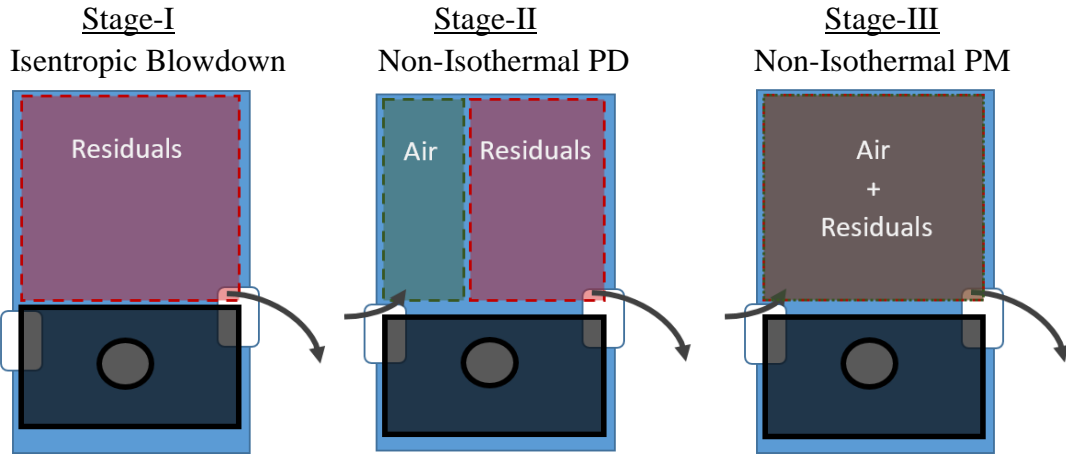 Stage-I
Isentropic Blowdown
Residuals
Stage-II
Non-Isothermal PD
Air
Residuals
Stage-III
Non-Isothermal PM
Air
+
Residuals